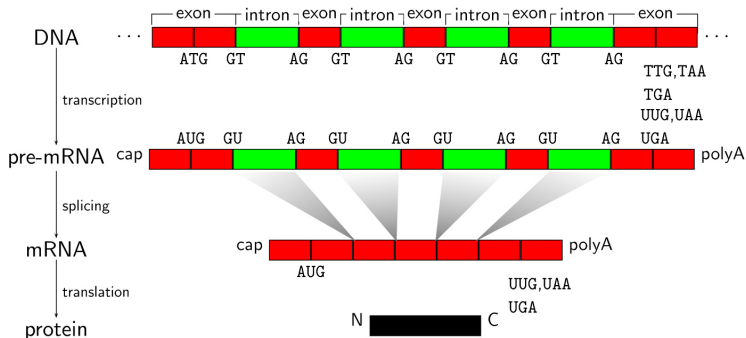 exon intron exon intron exon intron exon intron exon
DNA ... ...
ATG GT AG GT AG GT AG GT AG
TTG,TAA
TGA
transcription
UUG,UAA
AUG GU AG GU AG GU AG GU AG UGA
pre-mRNA cap polyA
splicing
mRNA cap polyA
AUG
UUG,UAA
translation
UGA
N C
protein